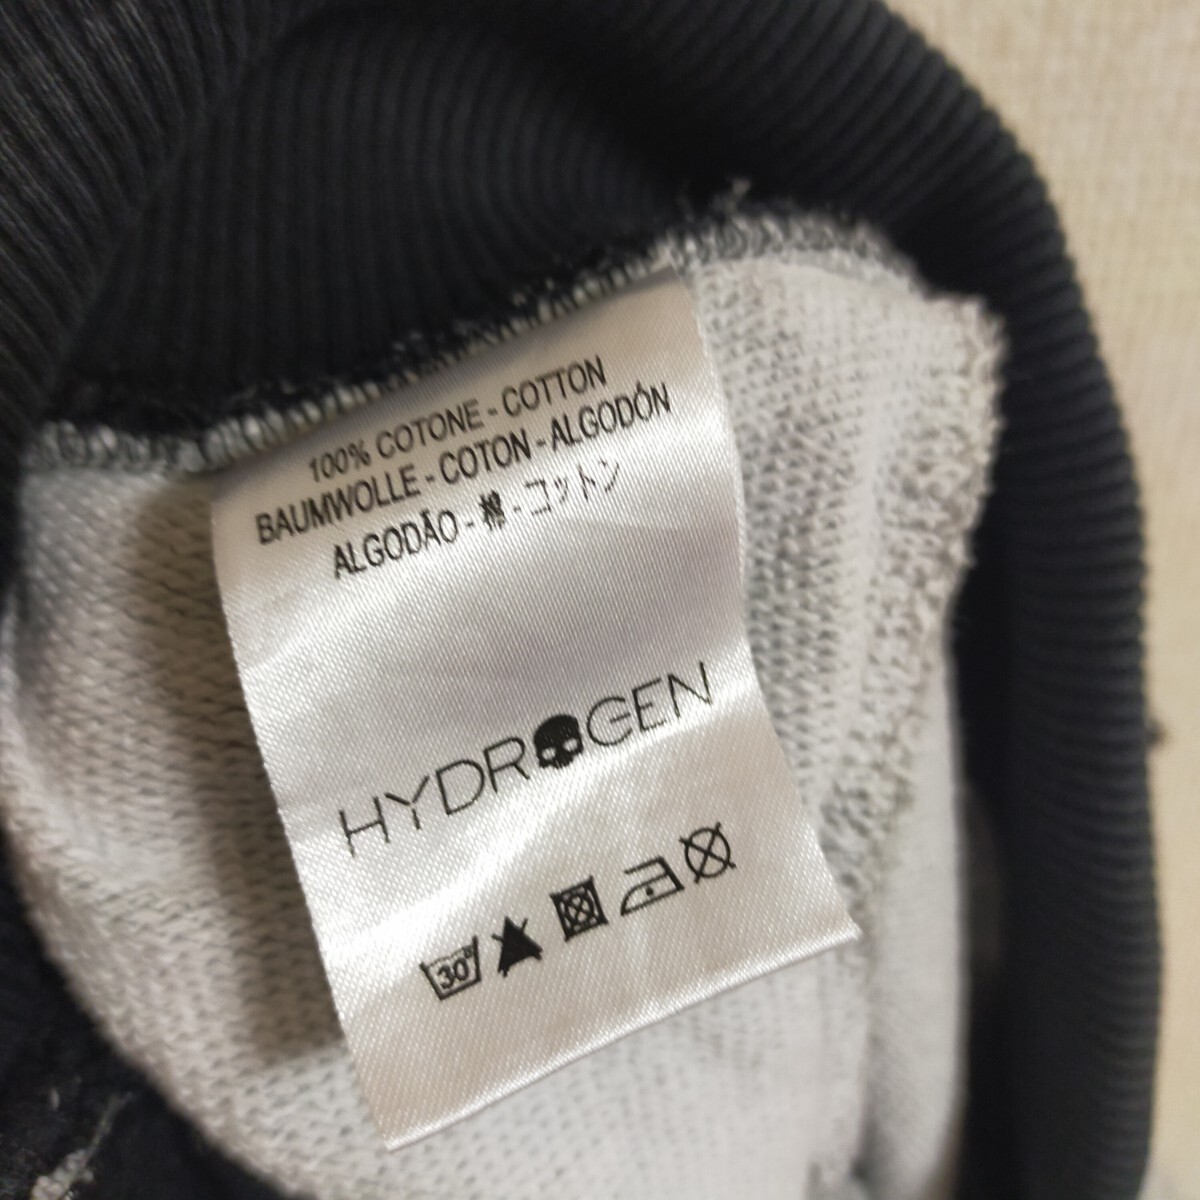 100% COTONE - COTTON
BAUMWOLLE - COTON - ALGODÓN
ALGODÃO - 棉 - コットン
HYDROGEN
30°